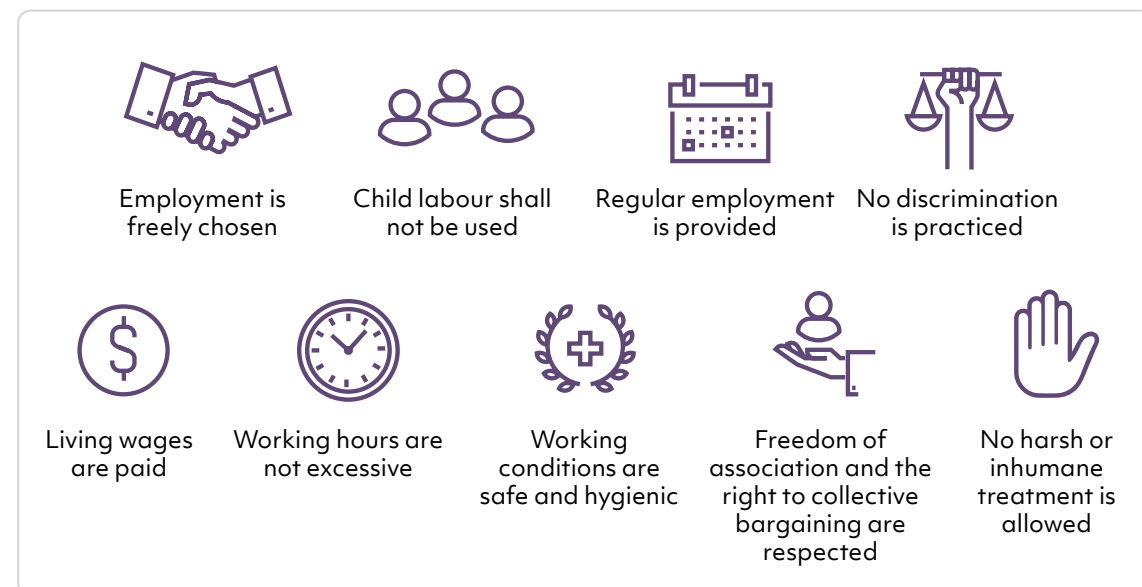 Employment is
freely chosen
Child labour shall
not be used
Regular employment
is provided
No discrimination
is practiced
$
Living wages
are paid
Working hours are
not excessive
Working
conditions are
safe and hygienic
Freedom of
association and the
right to collective
bargaining are
respected
No harsh or
inhumane
treatment is
allowed